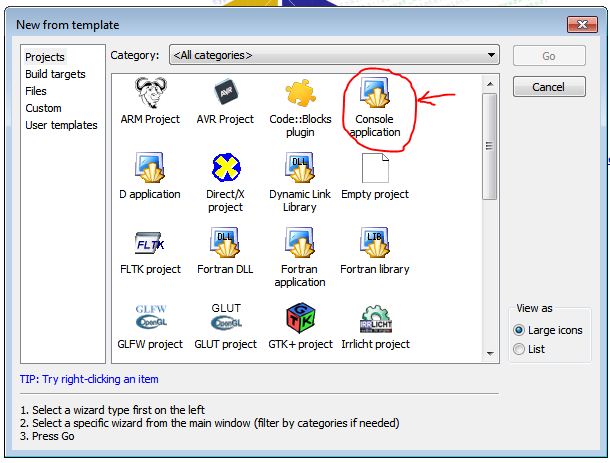 New from template
Projects
Build targets
Files
Custom
User templates
Category: <All categories>
Go
Cancel
ARM Project
AVR
AVR Project
Code::Blocks
plugin
Console
application
D application
Direct/X
project
DLL
Dynamic Link
Library
Empty project
FLTK
FLTK project
DLL
Fortran DLL
Fortran
application
LIB
Fortran library
GLFW
OpenGL
GLFW project
GLUT
OpenGL
GLUT project
GTK
GTK+ project
IRRLICHT
Irrlicht project
View as
Large icons
List
TIP: Try right-clicking an item
1. Select a wizard type first on the left
2. Select a specific wizard from the main window (filter by categories if needed)
3. Press Go